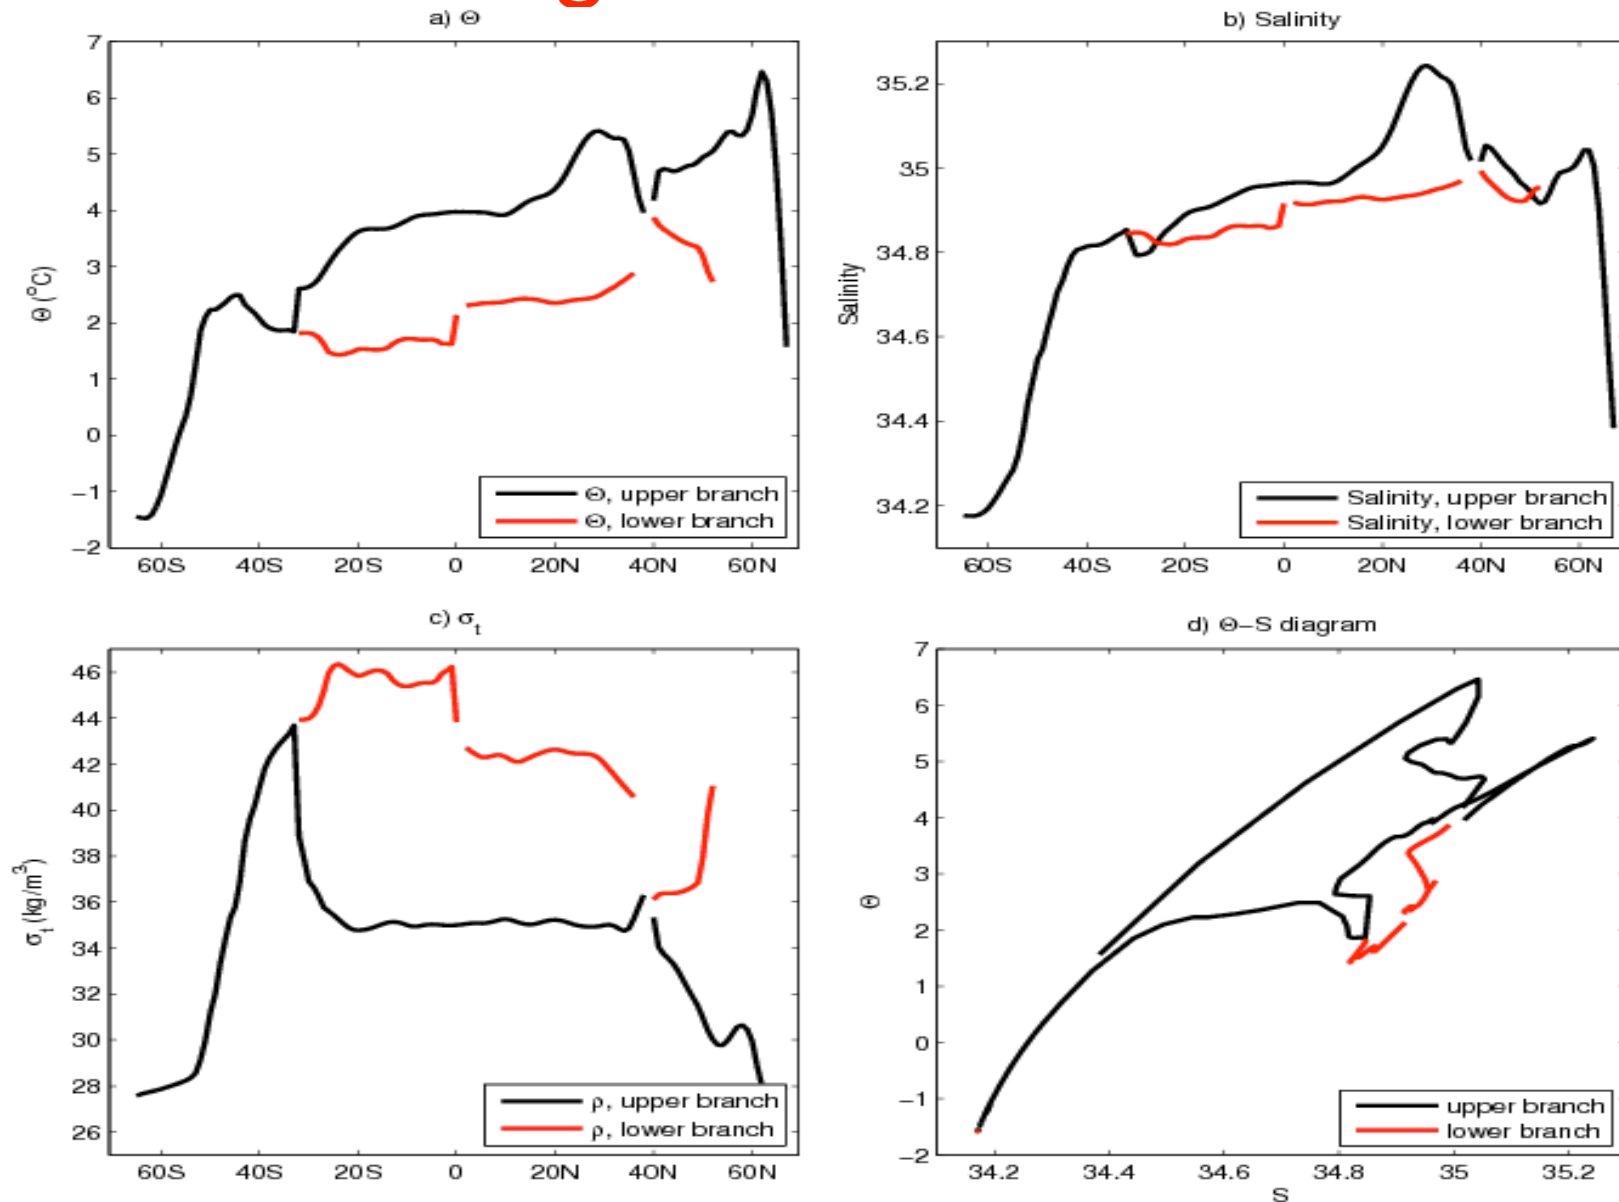 g
a) Θ
7
6
5
4
3
2
1
0
−1
−2
Θ (°C)
60S 40S 20S 0 20N 40N 60N
Θ, upper branch
Θ, lower branch
b) Salinity
35.2
35
34.8
34.6
34.4
34.2
Salinity
60S 40S 20S 0 20N 40N 60N
Salinity, upper branch
Salinity, lower branch
c) σt
46
44
42
40
38
36
34
32
30
28
26
σt (kg/m³)
60S 40S 20S 0 20N 40N 60N
ρ, upper branch
ρ, lower branch
d) Θ−S diagram
7
6
5
4
3
2
1
0
−1
−2
Θ
34.2 34.4 34.6 34.8 35 35.2
S
upper branch
lower branch